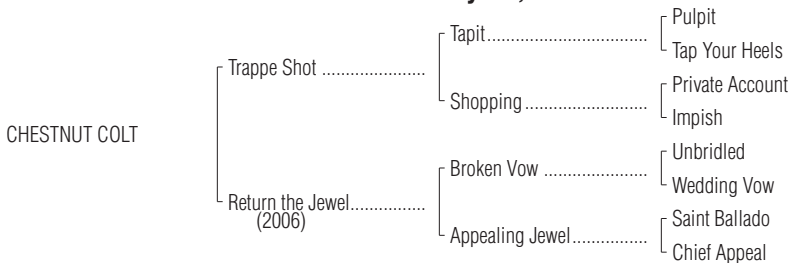 Pulpit
Tapit
Tap Your Heels
Trappe Shot
Private Account
Shopping
Impish
CHESTNUT COLT
Unbridled
Broken Vow
Wedding Vow
Return the Jewel
(2006)
Saint Ballado
Appealing Jewel
Chief Appeal